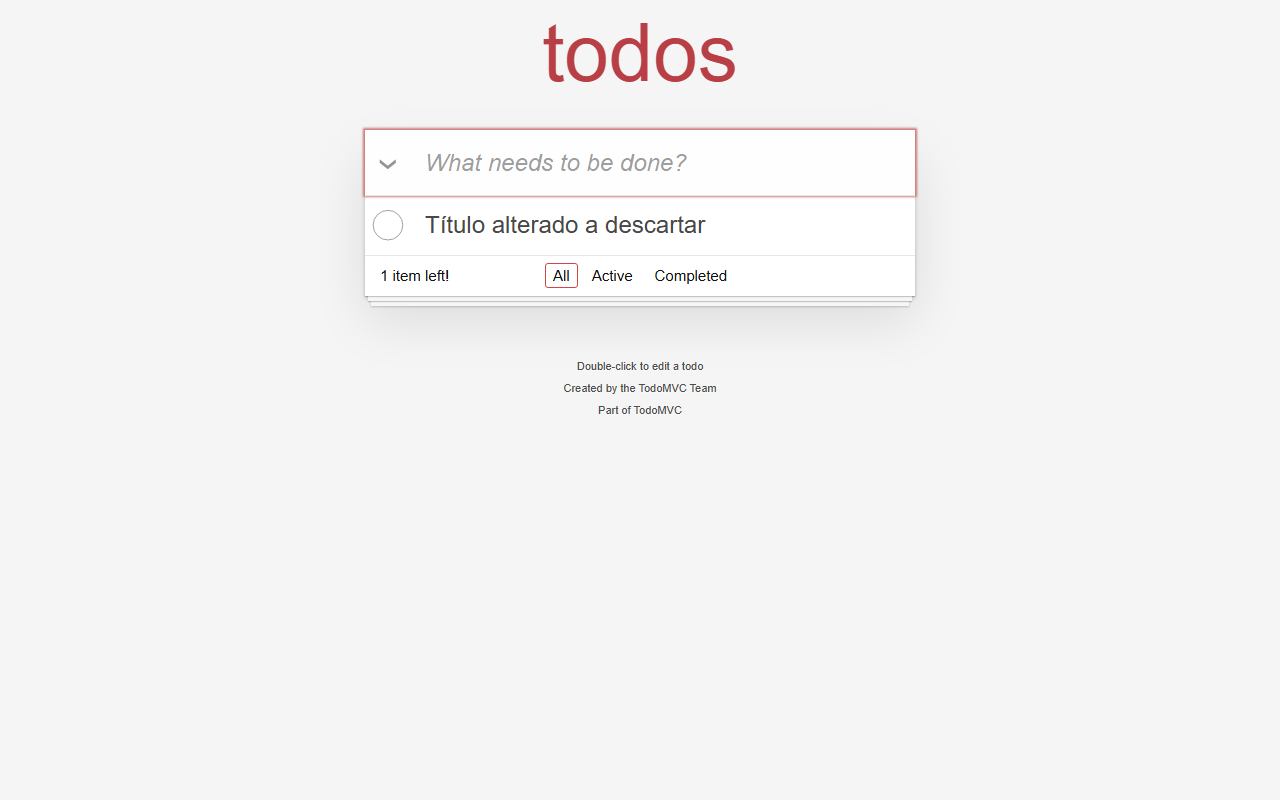 todos
What needs to be done?
Título alterado a descartar
1 item left!
All
Active
Completed
Double-click to edit a todo
Created by the TodoMVC Team
Part of TodoMVC